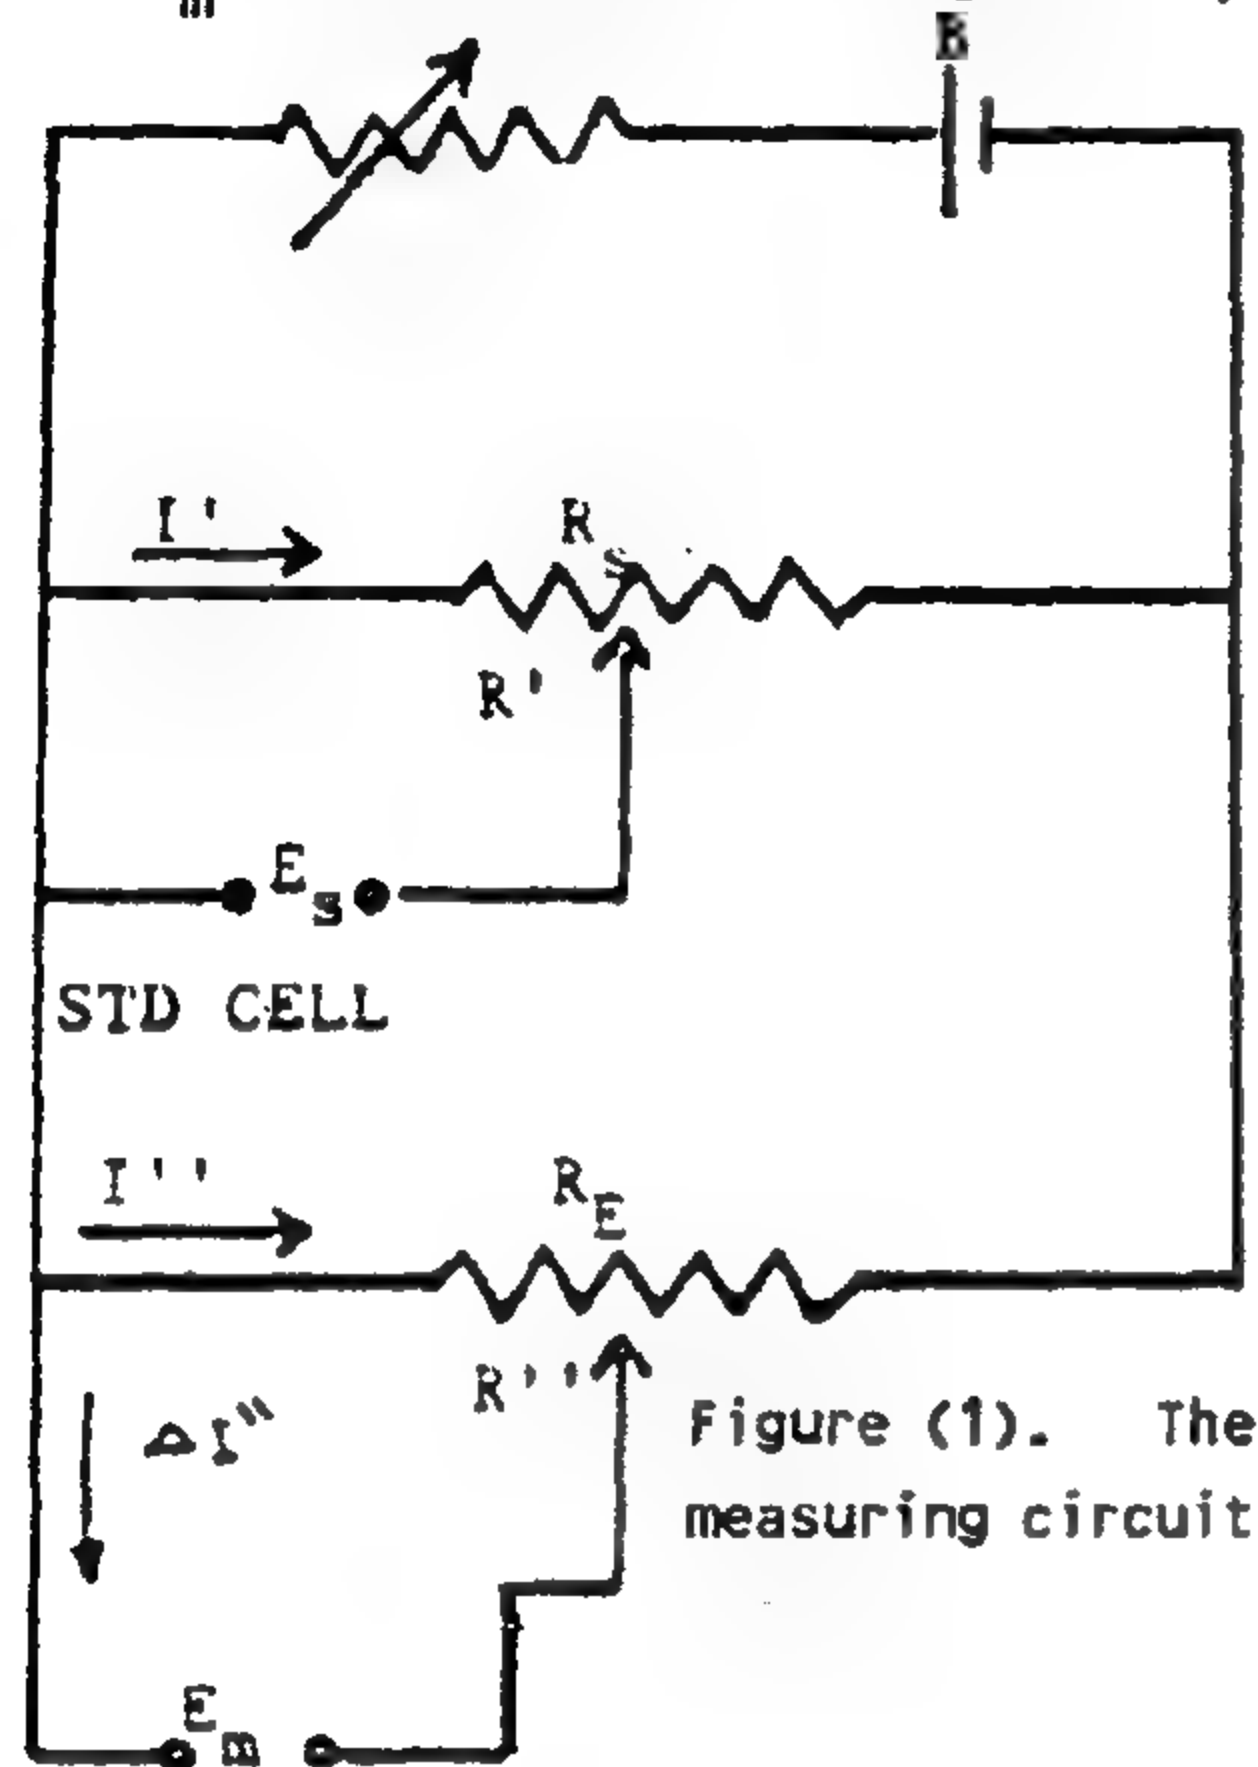 m
B
I'
R_s
R'
E_s
STD CELL
I''
R_E
R''
ΔI"
Figure (1). The
measuring circuit
E_m